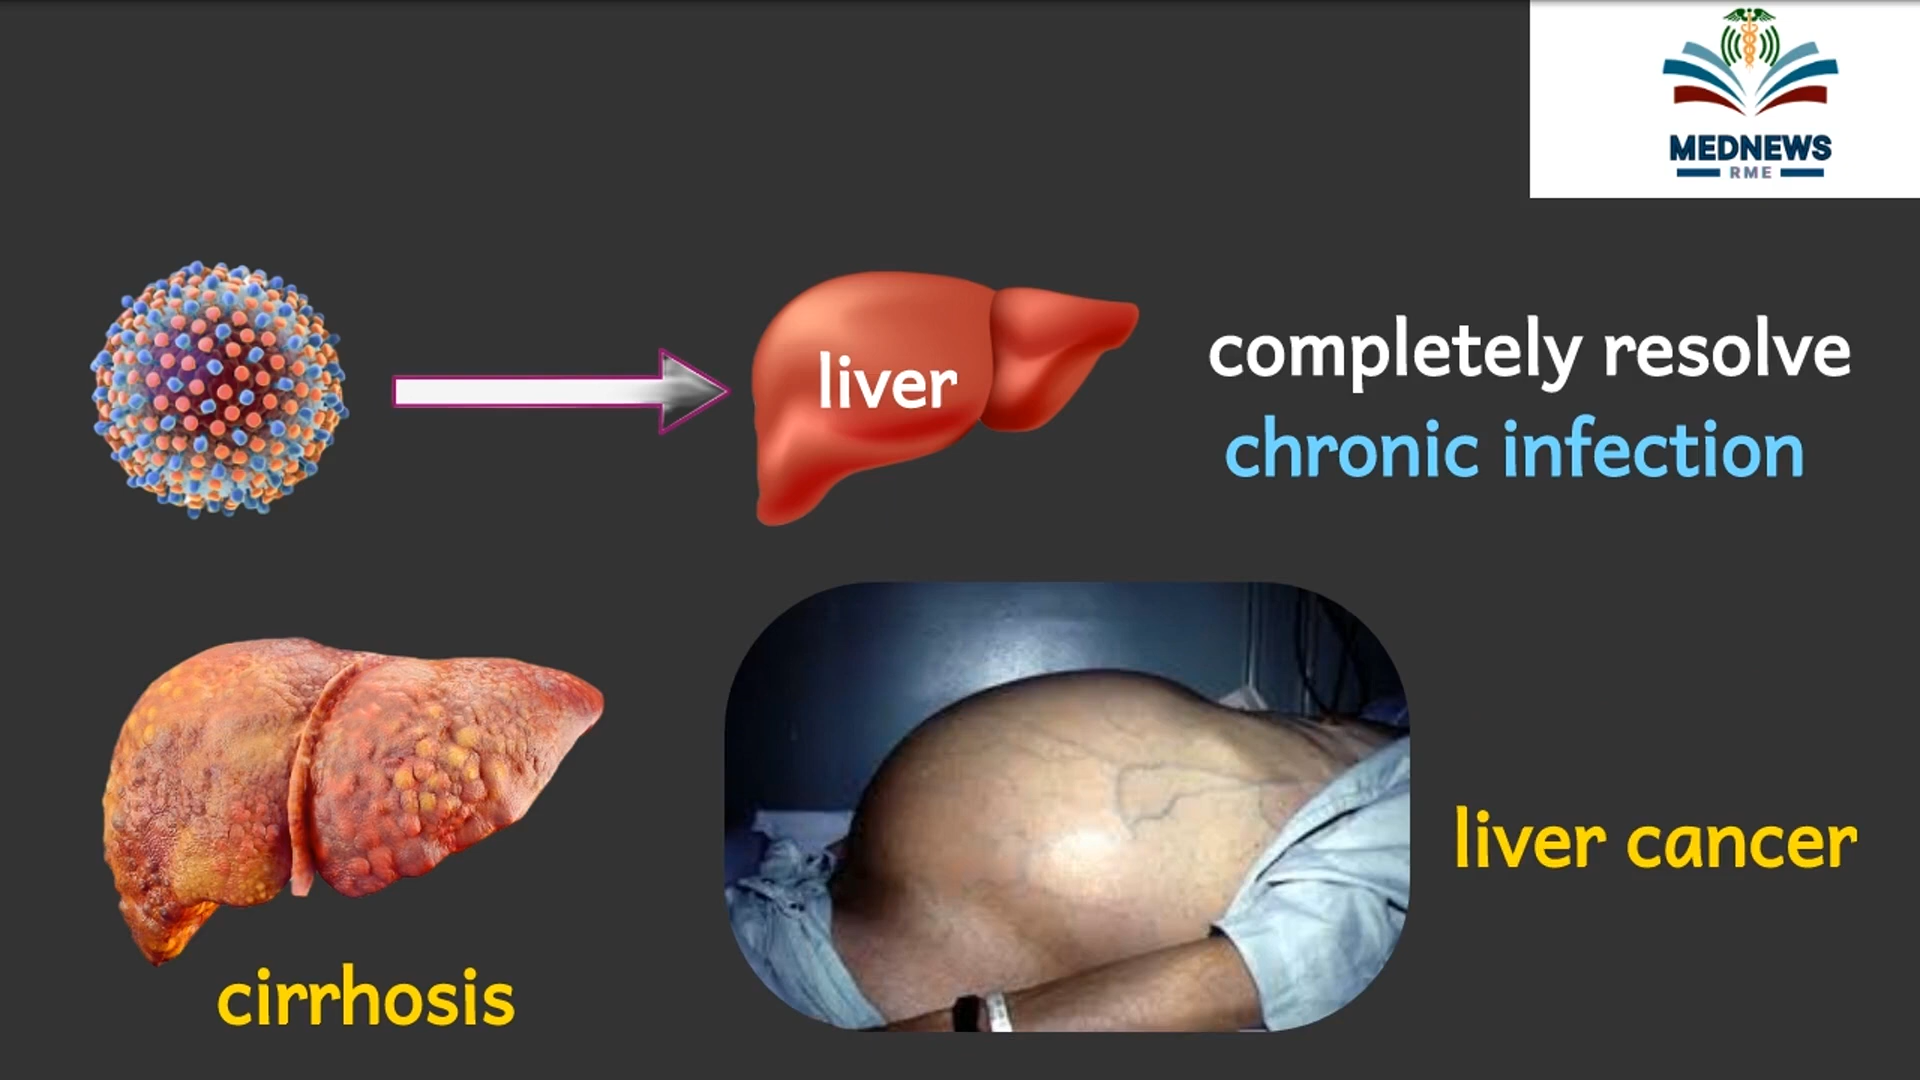 MEDNEWS
RME
liver
completely resolve
chronic infection
liver cancer
cirrhosis